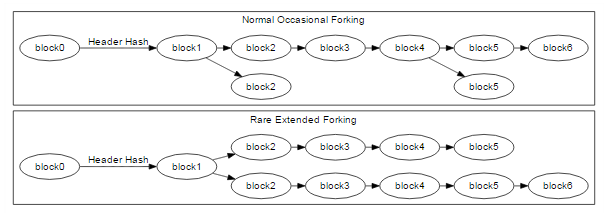 Normal Occasional Forking
block0 Header Hash block1 block2 block3 block4 block5 block6
block2 block5
Rare Extended Forking
block2 block3 block4 block5
block0 Header Hash block1
block2 block3 block4 block5 block6